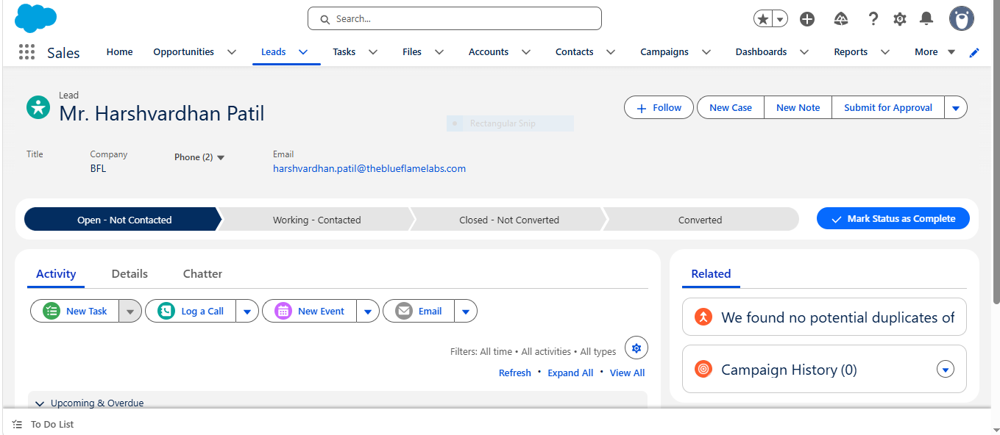 Search...
Sales Home Opportunities Leads Tasks Files Accounts Contacts Campaigns Dashboards Reports More
Lead
Mr. Harshvardhan Patil
Follow New Case New Note Submit for Approval
Rectangular Snip
Title Company Phone (2) Email
BFL harshvardhan.patil@theblueflamelabs.com
Open - Not Contacted Working - Contacted Closed - Not Converted Converted Mark Status as Complete
Activity Details Chatter
New Task Log a Call New Event Email
Filters: All time • All activities • All types
Refresh • Expand All • View All
Upcoming & Overdue
Related
We found no potential duplicates of
Campaign History (0)
To Do List